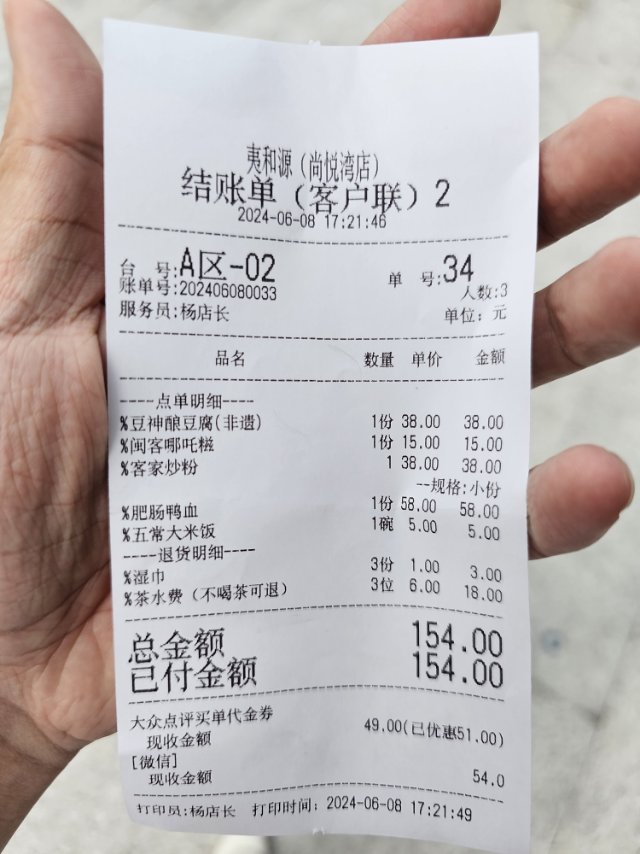 夷和源（尚悦湾店）
结账单（客户联）2
2024-06-08 17:21:46
台 号:A区-02 单 号:34
账单号:202406080033 人数:3
服务员:杨店长 单位: 元
品名 数量 单价 金额
----点单明细----
%豆神酿豆腐(非遗) 1份 38.00 38.00
%闽客哪吒糍 1份 15.00 15.00
%客家炒粉 1 38.00 38.00
--规格:小份
%肥肠鸭血 1份 58.00 58.00
%五常大米饭 1碗 5.00 5.00
----退货明细----
%湿巾 3份 1.00 3.00
%茶水费（不喝茶可退） 3位 6.00 18.00
总金额 154.00
已付金额 154.00
大众点评买单代金券
现收金额 49.00(已优惠51.00)
[微信]
现收金额 54.0
打印员:杨店长 打印时间: 2024-06-08 17:21:49